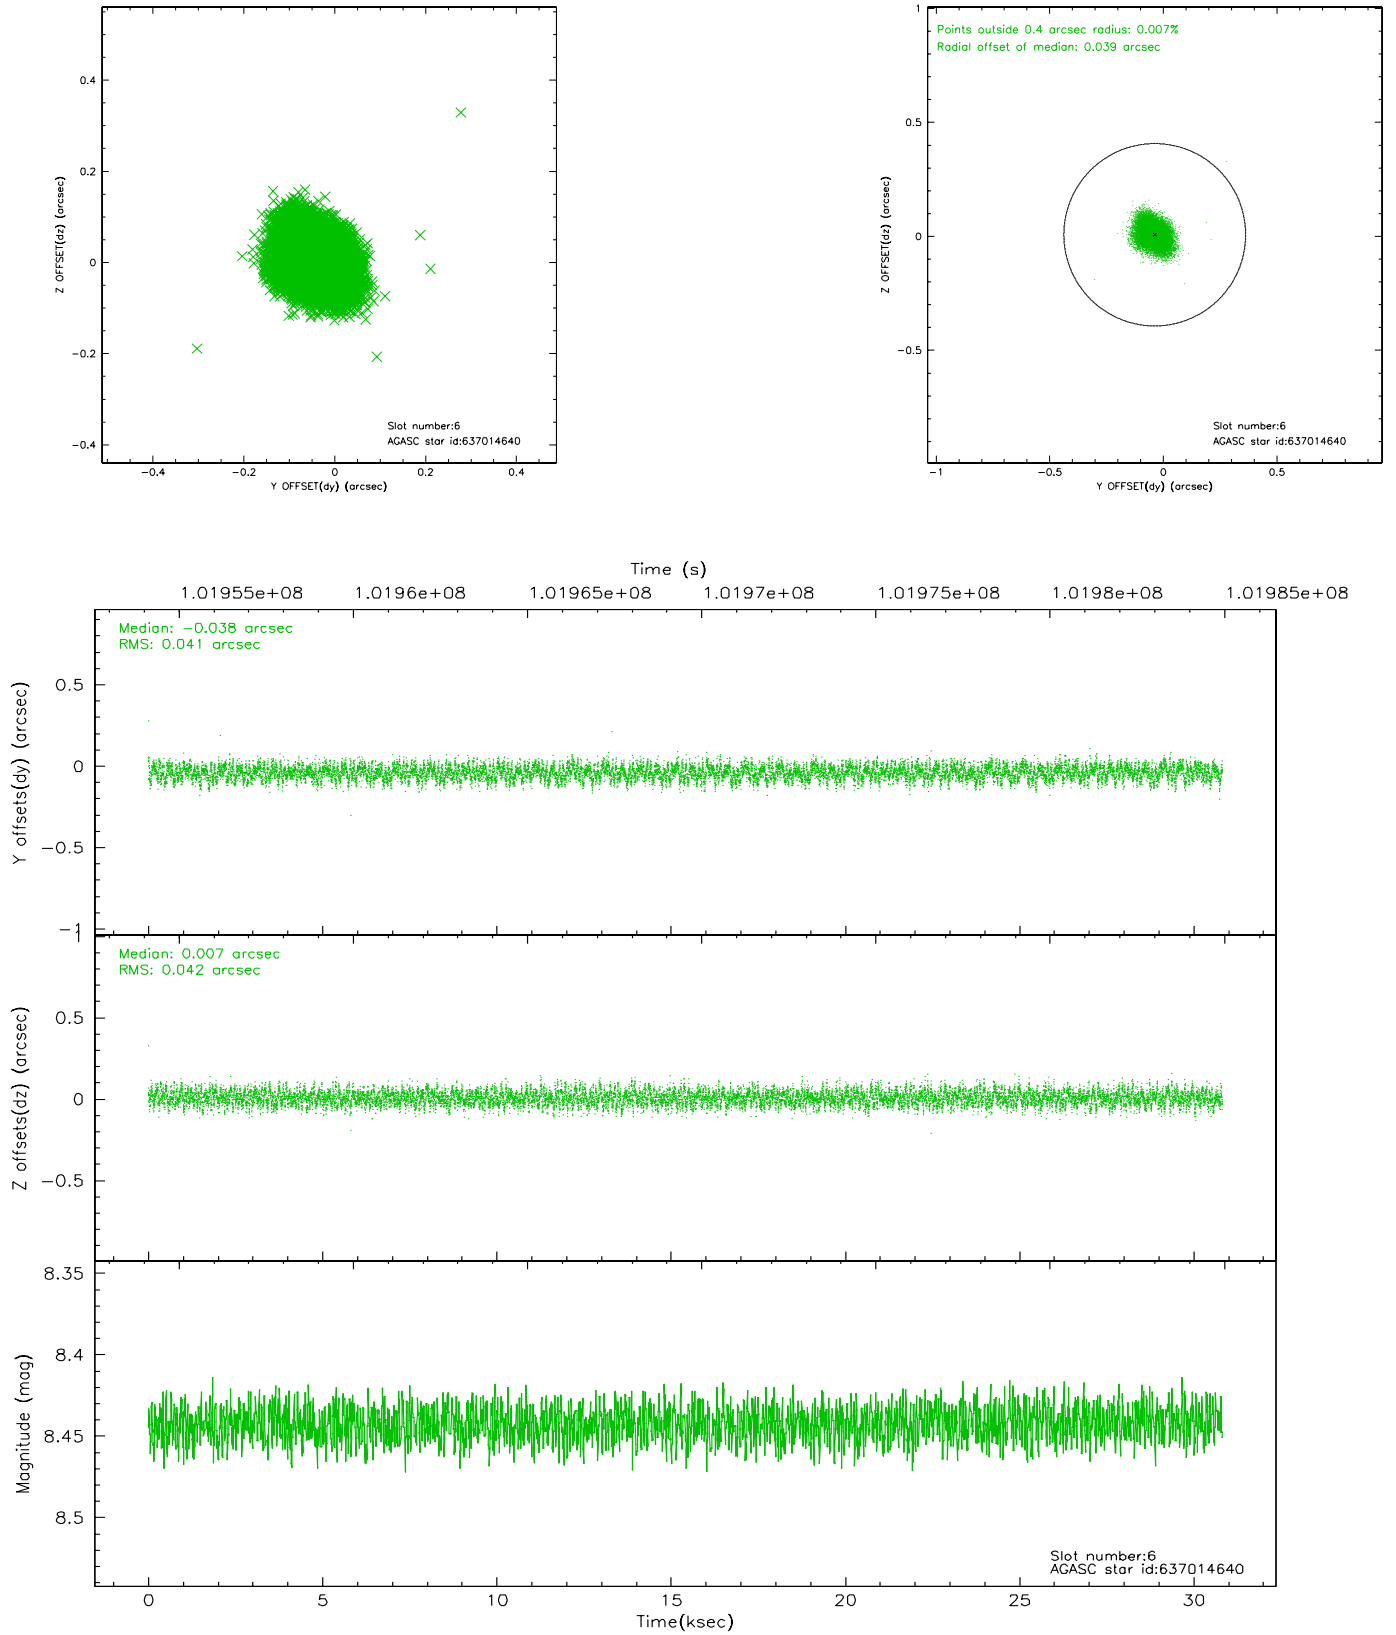 0.4
0.2
0
−0.2
−0.4
Z OFFSET(dz) (arcsec)
Slot number:6
AGASC star id:637014640
−0.4 −0.2 0 0.2 0.4
Y OFFSET(dy) (arcsec)
Points outside 0.4 arcsec radius: 0.007%
Radial offset of median: 0.039 arcsec
1
0.5
0
−0.5
Z OFFSET(dz) (arcsec)
Slot number:6
AGASC star id:637014640
−1 −0.5 0 0.5
Y OFFSET(dy) (arcsec)
Time (s)
1.01955e+08 1.0196e+08 1.01965e+08 1.0197e+08 1.01975e+08 1.0198e+08 1.01985e+08
Median: −0.038 arcsec
RMS: 0.041 arcsec
0.5
0
−0.5
−1
Y offsets(dy) (arcsec)
Median: 0.007 arcsec
RMS: 0.042 arcsec
1
0.5
0
−0.5
Z offsets(dz) (arcsec)
8.35
8.4
8.45
8.5
Magnitude (mag)
Slot number:6
AGASC star id:637014640
0 5 10 15 20 25 30
Time(ksec)